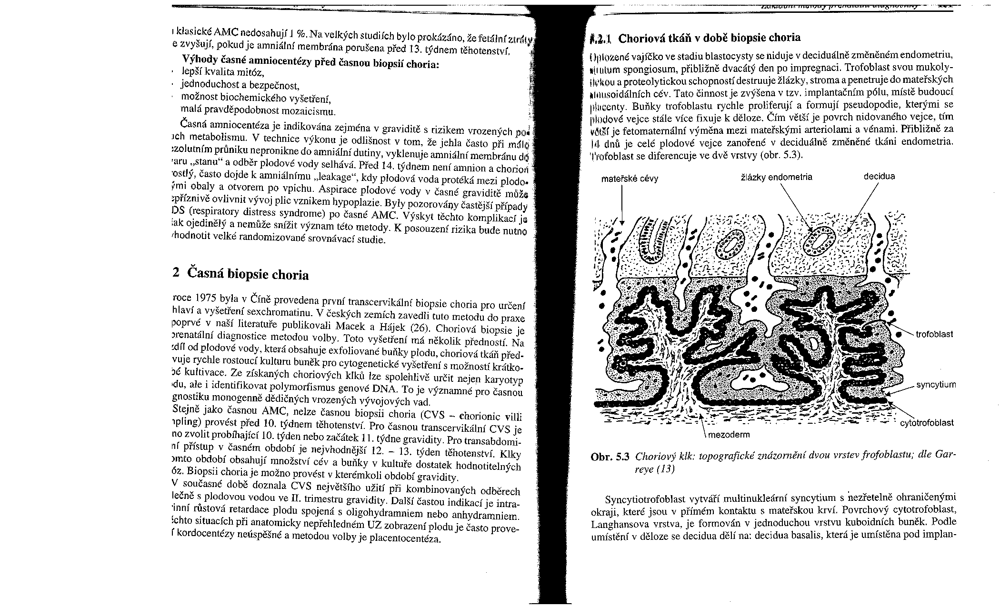 klasické AMC nedosahují 1 %. Na velkých studiích bylo prokázáno, že fetální ztráty
e zvyšují, pokud je amniální membrána porušena před 13. týdnem těhotenství.
Výhody časné amniocentézy před časnou biopsií choria:
· lepší kvalita mitóz,
· jednoduchost a bezpečnost,
· možnost biochemického vyšetření,
malá pravděpodobnost mozaicismu.
Časná amniocentéza je indikována zejména v graviditě s rizikem vrozených po-
ch metabolismu. V technice výkonu je odlišnost v tom, že jehla často při málo
zolutním průniku nepronikne do amniální dutiny, vyklenuje amniální membránu do
aru „stanu“ a odběr plodové vody selhává. Před 14. týdnem není amnion a chorion
ostlý, často dojde k amniálnímu „leakage“, kdy plodová voda protéká mezi plodo-
ými obaly a otvorem po vpichu. Aspirace plodové vody v časné graviditě může
příznivě ovlivnit vývoj plic vznikem hypoplazie. Byly pozorovány častější případy
DS (respiratory distress syndrome) po časné AMC. Výskyt těchto komplikací je
ak ojedinělý a nemůže snížit význam této metody. K posouzení rizika bude nutno
hodnotit velké randomizované srovnávací studie.
2 Časná biopsie choria
roce 1975 byla v Číně provedena první transcervikální biopsie choria pro určení
hlaví a vyšetření sexchromatinu. V českých zemích zavedli tuto metodu do praxe
poprvé v naší literatuře publikovali Macek a Hájek (26). Choriová biopsie je
prenatální diagnostice metodou volby. Toto vyšetření má několik předností. Na
zdíl od plodové vody, která obsahuje exfoliované buňky plodu, choriová tkáň před-
vuje rychle rostoucí kulturu buněk pro cytogenetické vyšetření s možností krátko-
bé kultivace. Ze získaných choriových klků lze spolehlivě určit nejen karyotyp
du, ale i identifikovat polymorfismus genové DNA. To je významné pro časnou
gnostiku monogenně dědičných vrozených vývojových vad.
Stejně jako časnou AMC, nelze časnou biopsii choria (CVS – chorionic villi
pling) provést před 10. týdnem těhotenství. Pro časnou transcervikální CVS je
no zvolit probíhající 10. týden nebo začátek 11. týdne gravidity. Pro transabdomi-
ní přístup v časném období je nejvhodnější 12. – 13. týden těhotenství. Klky
omto období obsahují množství cév a buňky v kultuře dostatek hodnotitelných
óz. Biopsii choria je možno provést v kterémkoli období gravidity.
V současné době doznala CVS největšího užití při kombinovaných odběrech
lečně s plodovou vodou ve II. trimestru gravidity. Další častou indikací je intra-
inní růstová retardace plodu spojená s oligohydramniem nebo anhydramniem.
chto situacích při anatomicky nepřehledném UZ zobrazení plodu je často prove-
í kordocentézy neúspěšné a metodou volby je placentocentéza.
.2.1 Choriová tkáň v době biopsie choria
Oplozené vajíčko ve stadiu blastocysty se niduje v deciduálně změněném endometriu,
stratum spongiosum, přibližně dvacátý den po impregnaci. Trofoblast svou mukoly-
tickou a proteolytickou schopností destruuje žlázky, stroma a penetruje do mateřských
sinusoidálních cév. Tato činnost je zvýšena v tzv. implantačním pólu, místě budoucí
placenty. Buňky trofoblastu rychle proliferují a formují pseudopodie, kterými se
plodové vejce stále více fixuje k děloze. Čím větší je povrch nidovaného vejce, tím
větší je fetomaternální výměna mezi mateřskými arteriolami a vénami. Přibližně za
14 dnů je celé plodové vejce zanořené v deciduálně změněné tkáni endometria.
Trofoblast se diferencuje ve dvě vrstvy (obr. 5.3).
mateřské cévy
žlázky endometria
decidua
trofoblast
syncytium
cytotrofoblast
mezoderm
Obr. 5.3 Choriový klk: topografické znázornění dvou vrstev frofoblastu; dle Gar-
reye (13)
Syncytiotrofoblast vytváří multinukleární syncytium s nezřetelně ohraničenými
okraji, které jsou v přímém kontaktu s mateřskou krví. Povrchový cytotrofoblast,
Langhansova vrstva, je formován v jednoduchou vrstvu kuboidních buněk. Podle
umístění v děloze se decidua dělí na: decidua basalis, která je umístěna pod implan-